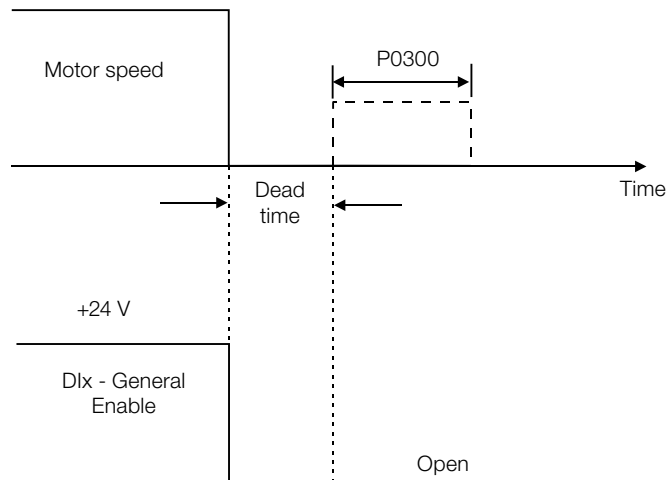 P0300
Motor speed
Time
Dead
time
+24 V
DIx - General
Enable
Open